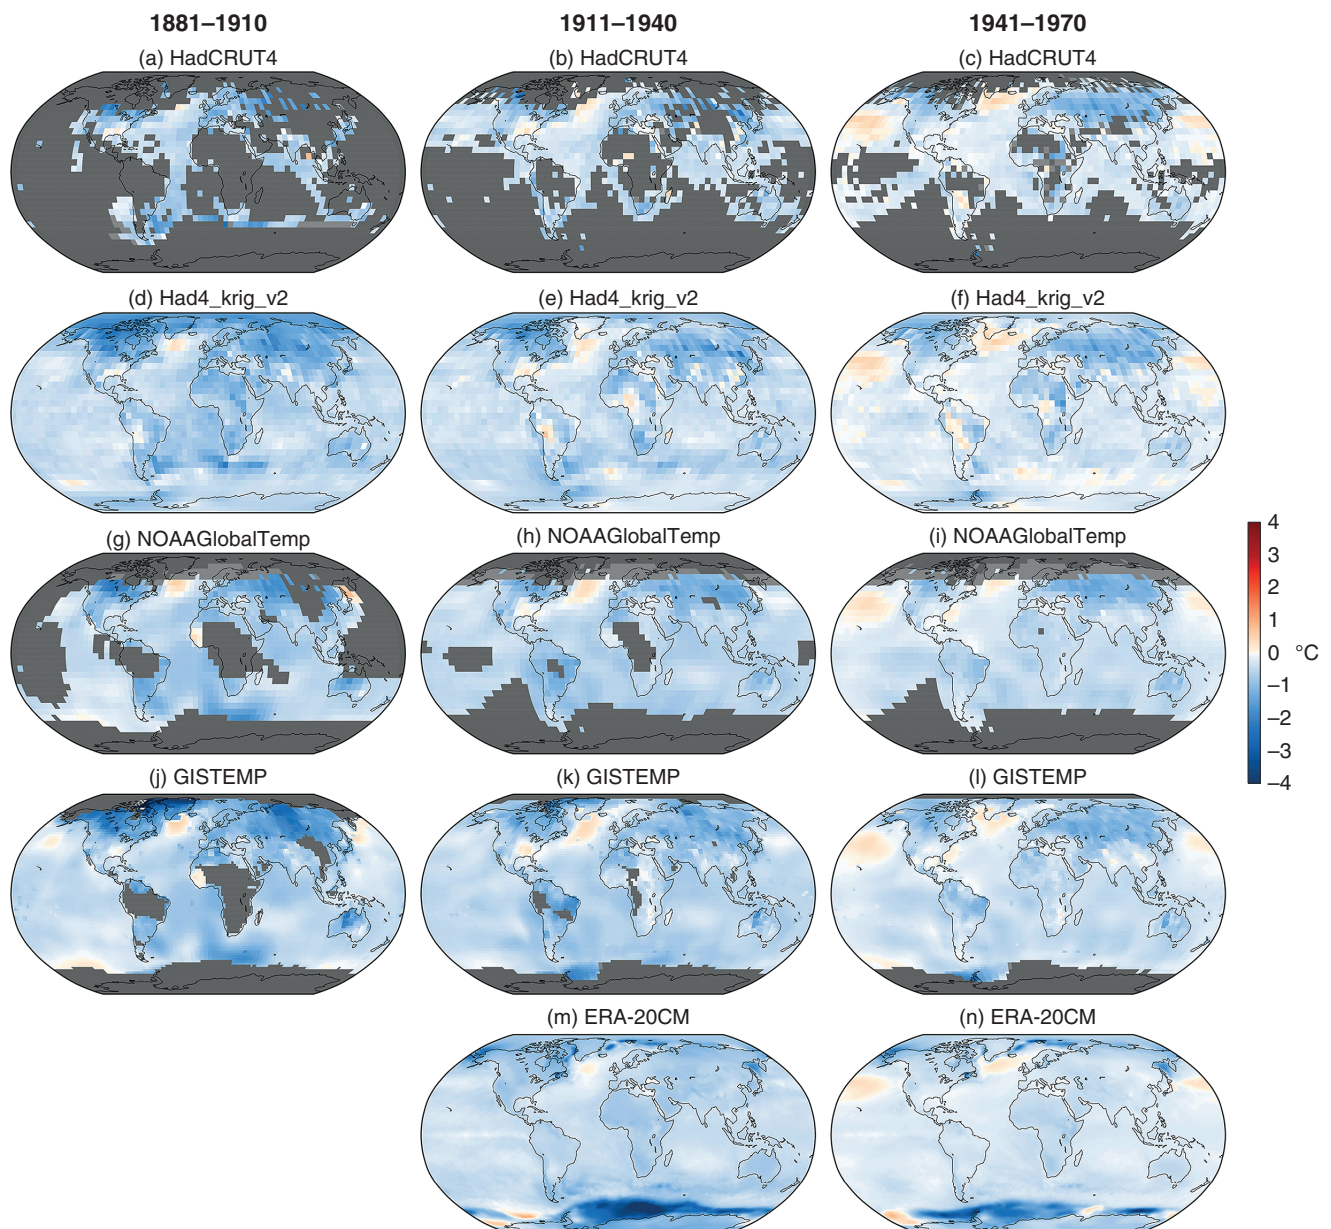 1881–1910 1911–1940 1941–1970
(a) HadCRUT4 (b) HadCRUT4 (c) HadCRUT4
(d) Had4_krig_v2 (e) Had4_krig_v2 (f) Had4_krig_v2
(g) NOAAGlobalTemp (h) NOAAGlobalTemp (i) NOAAGlobalTemp
4
3
2
1
0 °C
–1
–2
–3
–4
(j) GISTEMP (k) GISTEMP (l) GISTEMP
(m) ERA-20CM (n) ERA-20CM